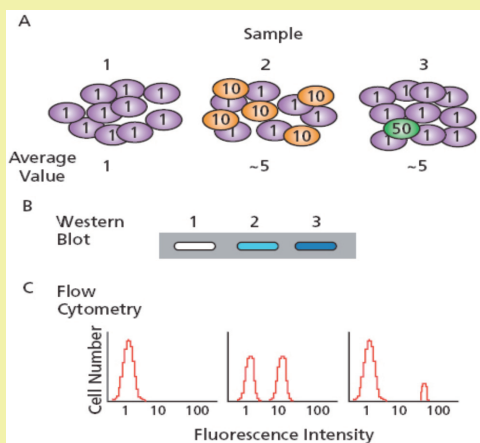 A
Sample
1 2 3
1 1 1 1 1 1 1 1 1 1
10 1 10 1 10 1 10 1 1 10
1 1 1 1 1 1 1 50 1 1 1
Average
Value
1 ~5 ~5
B
Western
Blot
1 2 3
C
Flow
Cytometry
Cell Number
1 10 100 1 10 100 1 10 100
Fluorescence Intensity